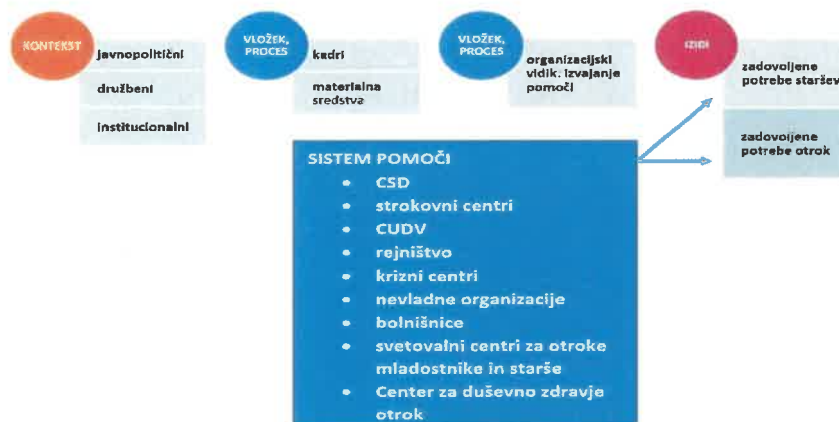 KONTEKST
javnopolitični
družbeni
institucionalni
VLOŽEK,
PROCES
kadri
materialna
sredstva
VLOŽEK,
PROCES
organizacijski
vidik. Izvajanje
pomoči
IZIDI
zadovoljene
potrebe staršev
zadovoljene
potrebe otrok
SISTEM POMOČI
• CSD
• strokovni centri
• CUDV
• rejništvo
• krizni centri
• nevladne organizacije
• bolnišnice
• svetovalni centri za otroke
mladostnike in starše
• Center za duševno zdravje
otrok